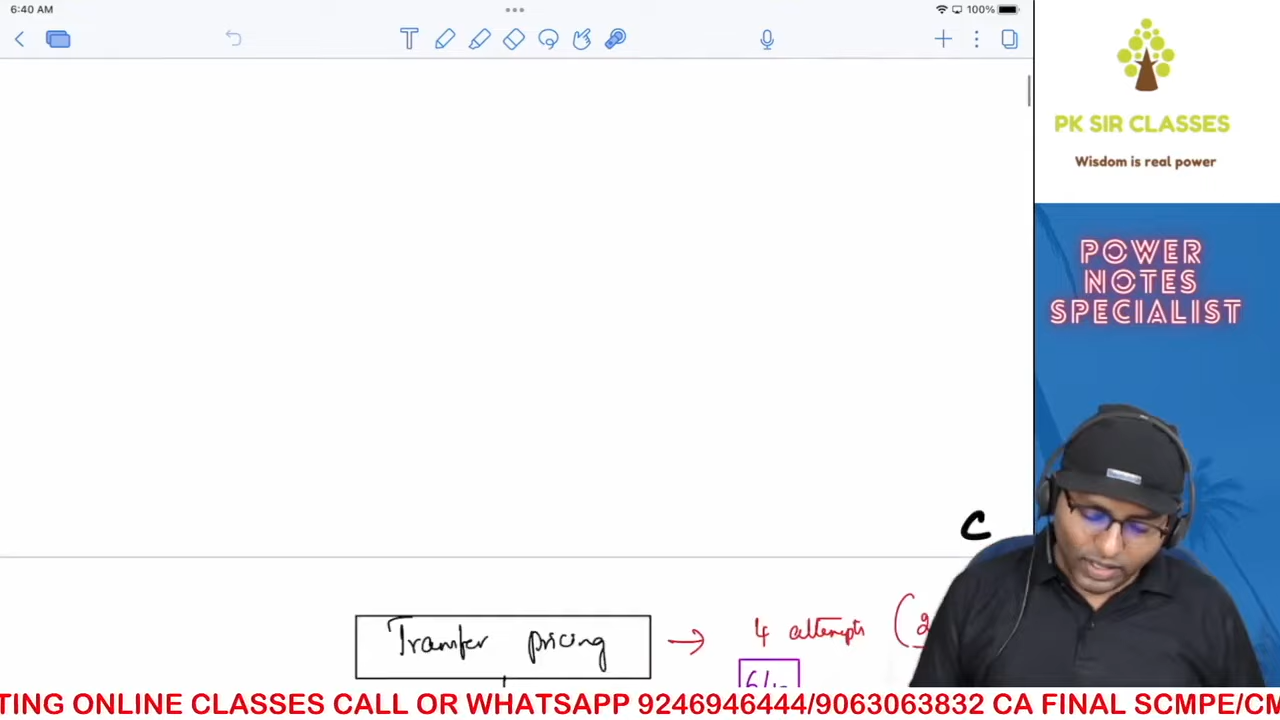 6:40 AM
100%
T
PK SIR CLASSES
Wisdom is real power
POWER
NOTES
SPECIALIST
C
Transfer pricing → 4 attempts (2
TING ONLINE CLASSES CALL OR WHATSAPP 9246946444/9063063832 CA FINAL SCMPE/CM